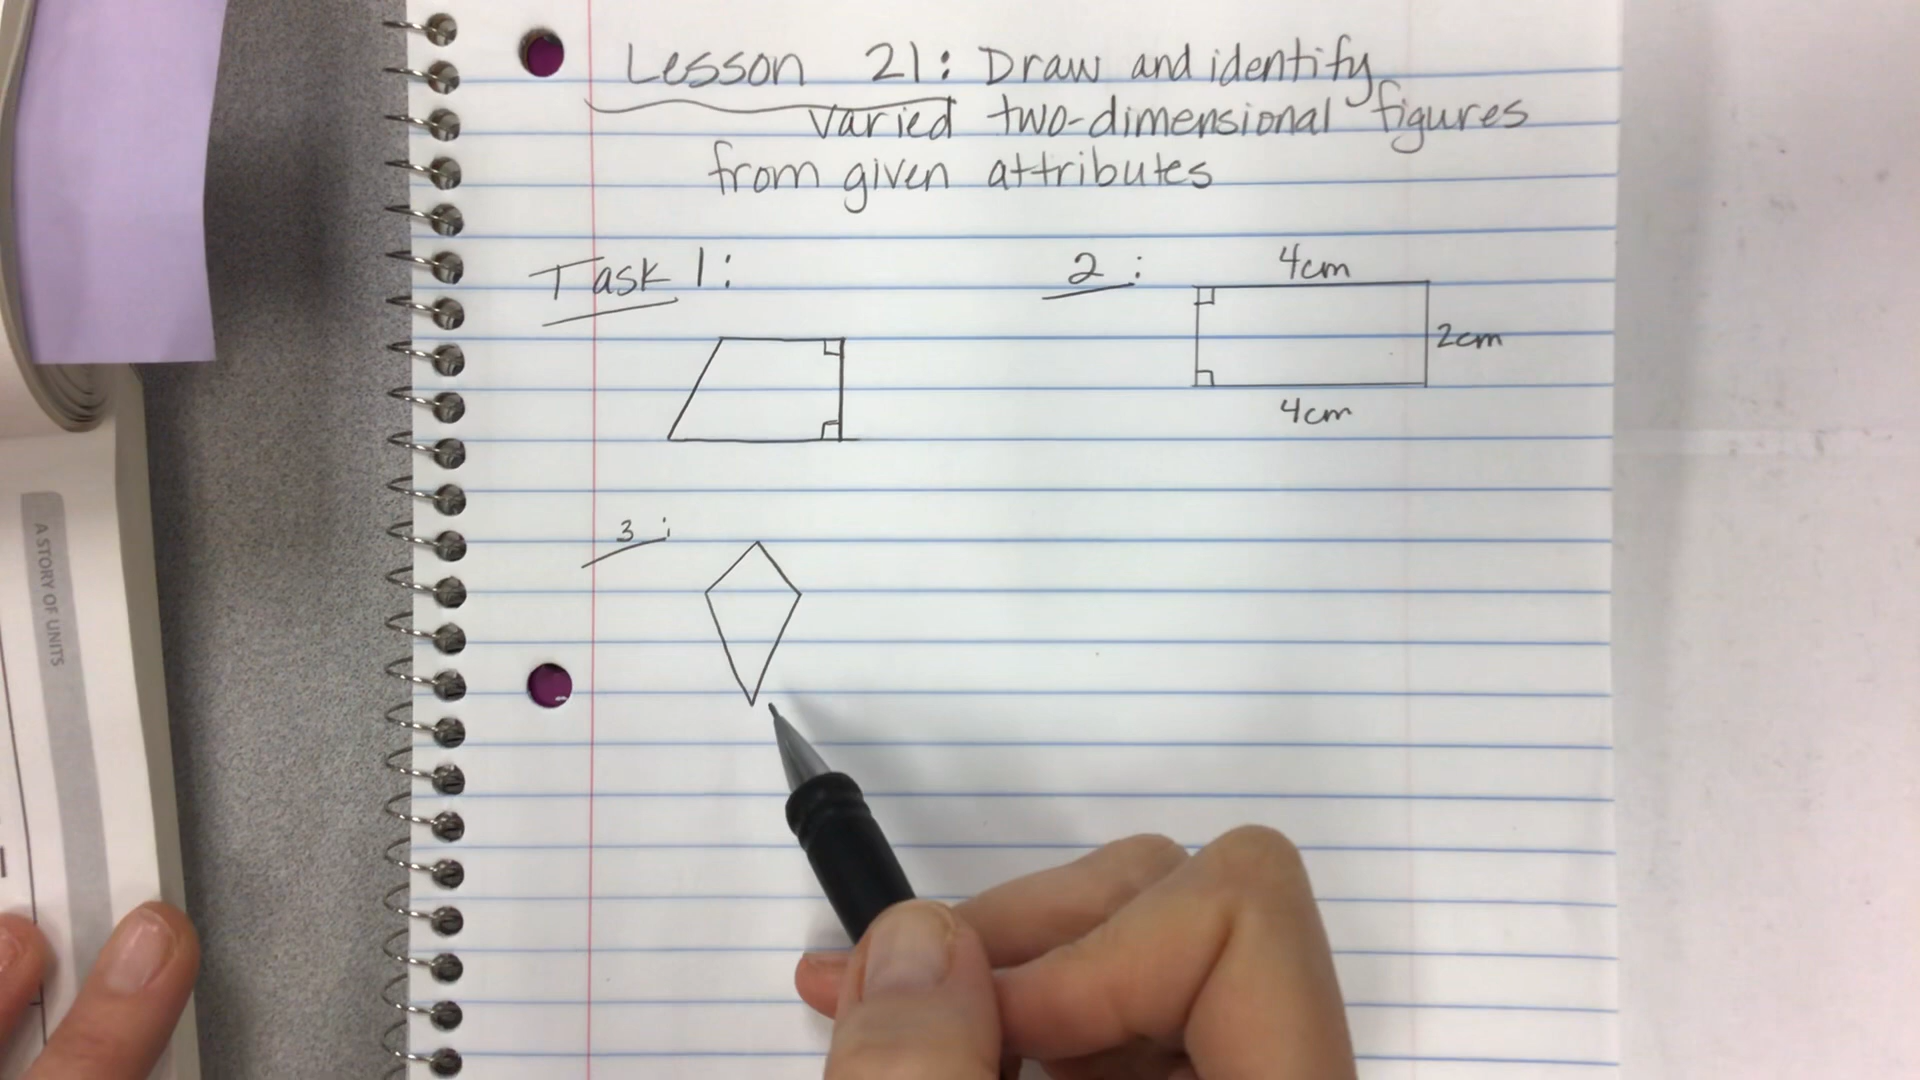 Lesson 21: Draw and identify
varied two-dimensional figures
from given attributes
Task 1:
2:
4cm
2cm
4cm
3:
A STORY OF UNITS